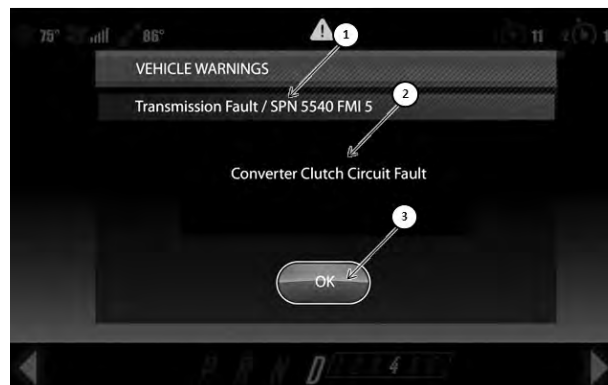 75° 86° 1 11 2
VEHICLE WARNINGS
Transmission Fault / SPN 5540 FMI 5
2
Converter Clutch Circuit Fault
3
OK
P R N D 4